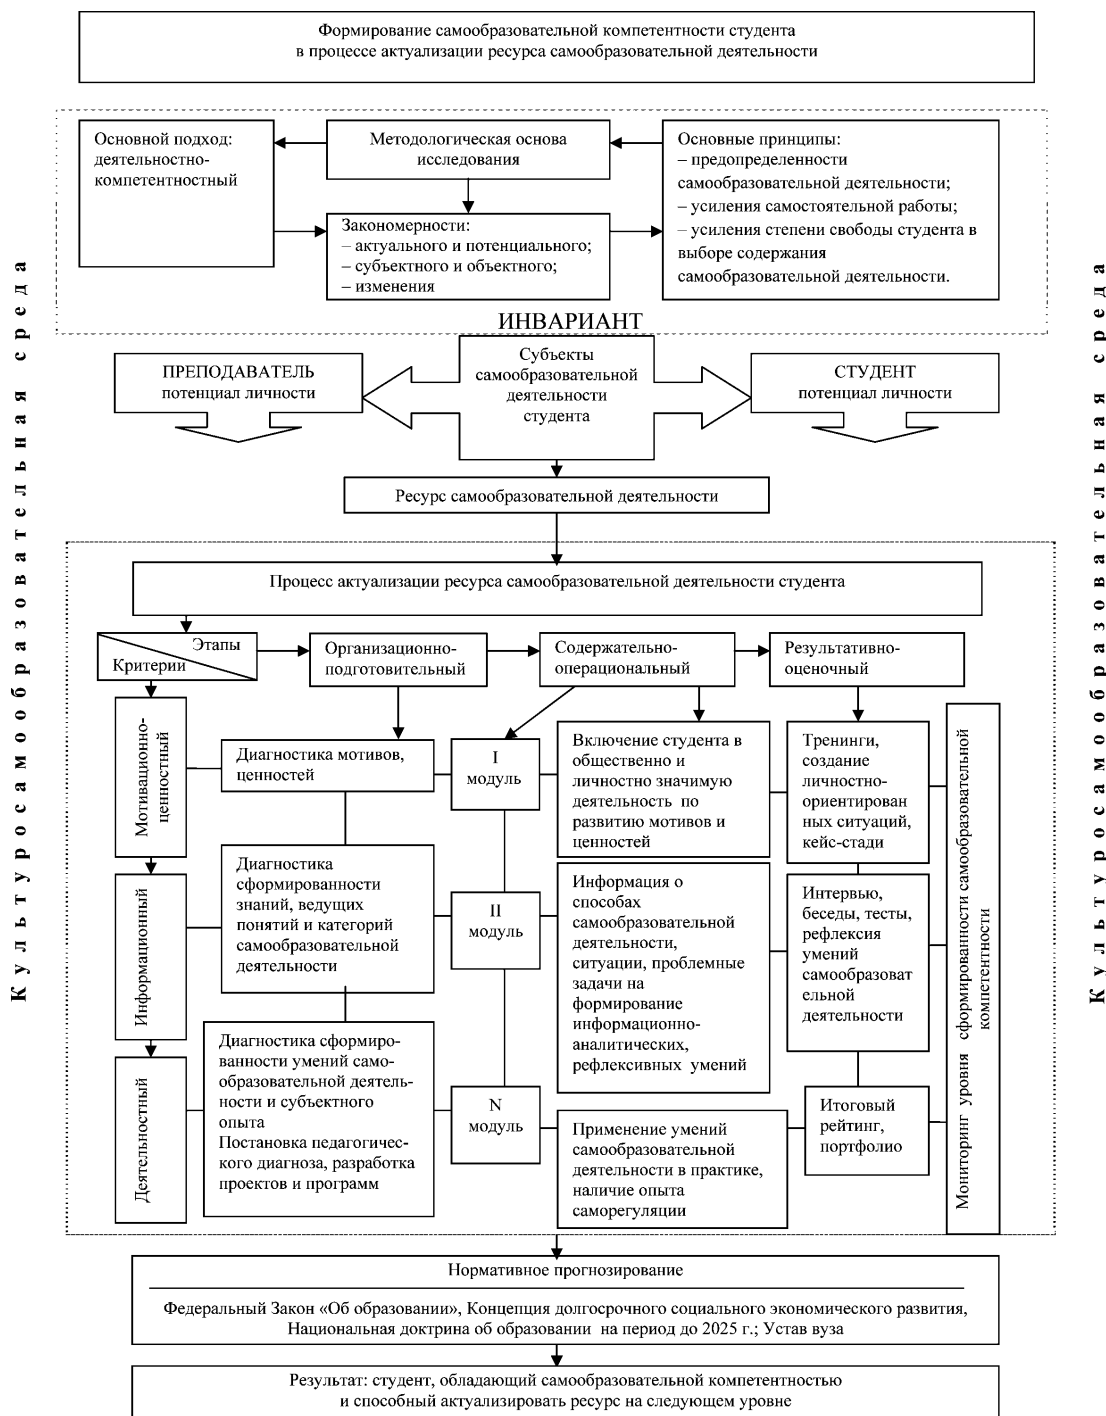 Формирование самообразовательной компетентности студента
в процессе актуализации ресурса самообразовательной деятельности
Основной подход:
деятельностно-
компетентностный
Методологическая основа
исследования
Основные принципы:
– предопределенности
самообразовательной деятельности;
– усиления самостоятельной работы;
– усиления степени свободы студента в
выборе содержания
самообразовательной деятельности.
Закономерности:
– актуального и потенциального;
– субъектного и объектного;
– изменения
ИНВАРИАНТ
Культуросамообразовательная среда
Культуросамообразовательная среда
ПРЕПОДАВАТЕЛЬ
потенциал личности
Субъекты
самообразовательной
деятельности
студента
СТУДЕНТ
потенциал личности
Ресурс самообразовательной деятельности
Процесс актуализации ресурса самообразовательной деятельности студента
Этапы
Критерии
Организационно-
подготовительный
Содержательно-
операциональный
Результативно-
оценочный
Мотивационно-
ценностный
Диагностика мотивов,
ценностей
I
модуль
Включение студента в
общественно и
личностно значимую
деятельность по
развитию мотивов и
ценностей
Тренинги,
создание
личностно-
ориентирован
ных ситуаций,
кейс-стади
Информационный
Диагностика
сформированности
знаний, ведущих
понятий и категорий
самообразовательной
деятельности
II
модуль
Информация о
способах
самообразовательной
деятельности,
ситуации, проблемные
задачи на
формирование
информационно-
аналитических,
рефлексивных умений
Интервью,
беседы, тесты,
рефлексия
умений
самообразоват
ельной
деятельности
Деятельностный
Диагностика сформиро-
ванности умений само-
образовательной деятель-
ности и субъектного
опыта
Постановка педагогичес-
кого диагноза, разработка
проектов и программ
N
модуль
Применение умений
самообразовательной
деятельности в практике,
наличие опыта
саморегуляции
Итоговый
рейтинг,
портфолио
Мониторинг уровня сформированности самообразовательной
компетентности
Нормативное прогнозирование
Федеральный Закон «Об образовании», Концепция долгосрочного социального экономического развития,
Национальная доктрина об образовании на период до 2025 г.; Устав вуза
Результат: студент, обладающий самообразовательной компетентностью
и способный актуализировать ресурс на следующем уровне